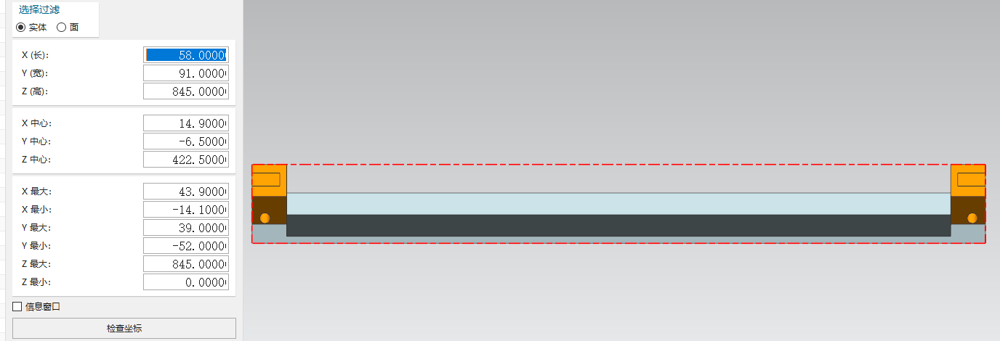 选择过滤
实体 面
X (长): 58.0000
Y (宽): 91.0000
Z (高): 845.0000
X 中心: 14.9000
Y 中心: -6.5000
Z 中心: 422.5000
X 最大: 43.9000
X 最小: -14.1000
Y 最大: 39.0000
Y 最小: -52.0000
Z 最大: 845.0000
Z 最小: 0.0000
信息窗口
检查坐标